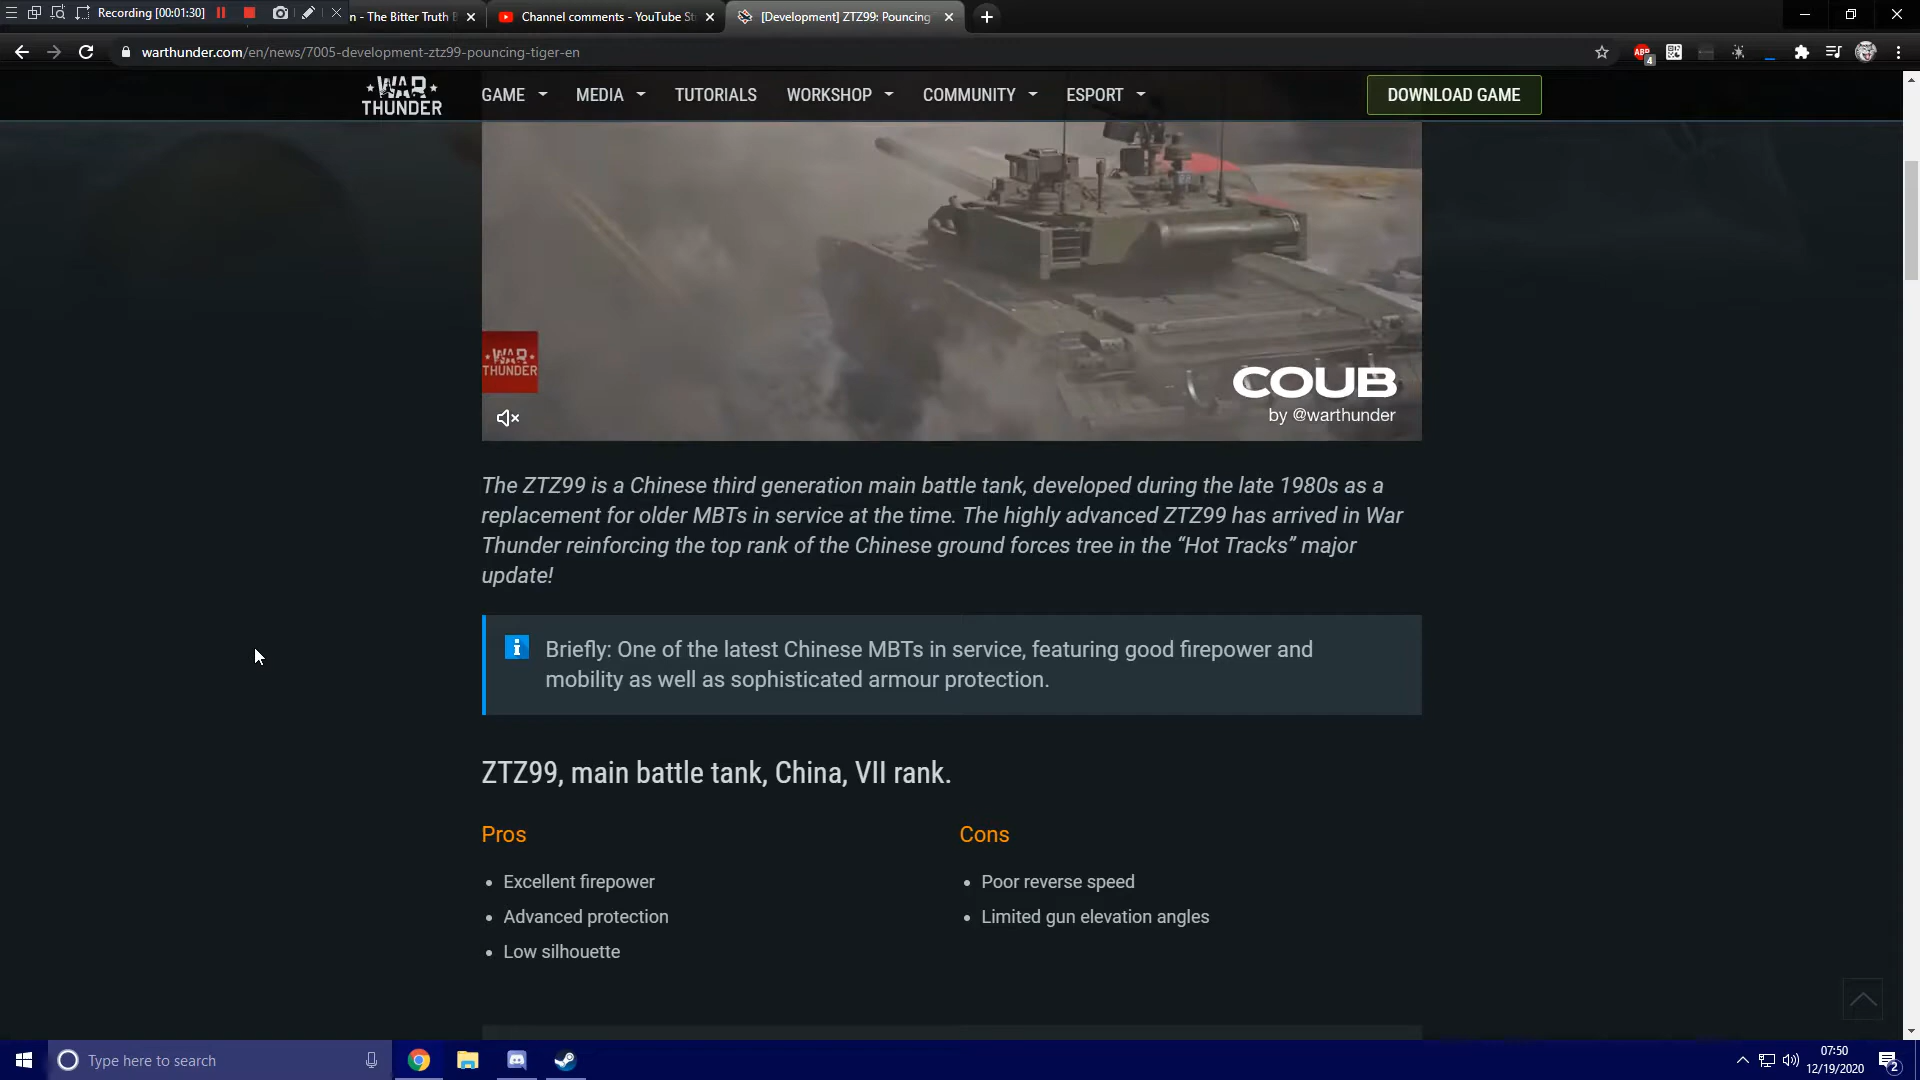 Recording [00:01:30]
n - The Bitter Truth B
Channel comments - YouTube St
[Development] ZTZ99: Pouncing
warthunder.com/en/news/7005-development-ztz99-pouncing-tiger-en
ABP
4
WAR THUNDER
GAME
MEDIA
TUTORIALS
WORKSHOP
COMMUNITY
ESPORT
DOWNLOAD GAME
WAR
THUNDER
COUB
by @warthunder
The ZTZ99 is a Chinese third generation main battle tank, developed during the late 1980s as a
replacement for older MBTs in service at the time. The highly advanced ZTZ99 has arrived in War
Thunder reinforcing the top rank of the Chinese ground forces tree in the “Hot Tracks” major
update!
Briefly: One of the latest Chinese MBTs in service, featuring good firepower and
mobility as well as sophisticated armour protection.
ZTZ99, main battle tank, China, VII rank.
Pros
Cons
• Excellent firepower
• Poor reverse speed
• Advanced protection
• Limited gun elevation angles
• Low silhouette
Type here to search
07:50
12/19/2020
2